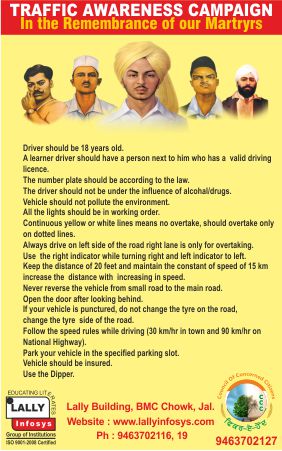 TRAFFIC AWARENESS CAMPAIGN
In the Remembrance of our Martryrs
Driver should be 18 years old.
A learner driver should have a person next to him who has a valid driving
licence.
The number plate should be according to the law.
The driver should not be under the influence of alcohal/drugs.
Vehicle should not pollute the environment.
All the lights should be in working order.
Continuous yellow or white lines means no overtake, should overtake only
on dotted lines.
Always drive on left side of the road right lane is only for overtaking.
Use the right indicator while turning right and left indicator to left.
Keep the distance of 20 feet and maintain the constant of speed of 15 km
increase the distance with increasing in speed.
Never reverse the vehicle from small road to the main road.
Open the door after looking behind.
If your vehicle is punctured, do not change the tyre on the road,
change the tyre side of the road.
Follow the speed rules while driving (30 km/hr in town and 90 km/hr on
National Highway).
Park your vehicle in the specified parking slot.
Vehicle should be insured.
Use the Dipper.
EDUCATING LITERATES
LALLY
Infosys
Group of Institutions
ISO 9001-2008 Certified
Lally Building, BMC Chowk, Jal.
Website : www.lallyinfosys.com
Ph : 9463702116, 19
Council Of Concerned Citizens
CCC
9463702127